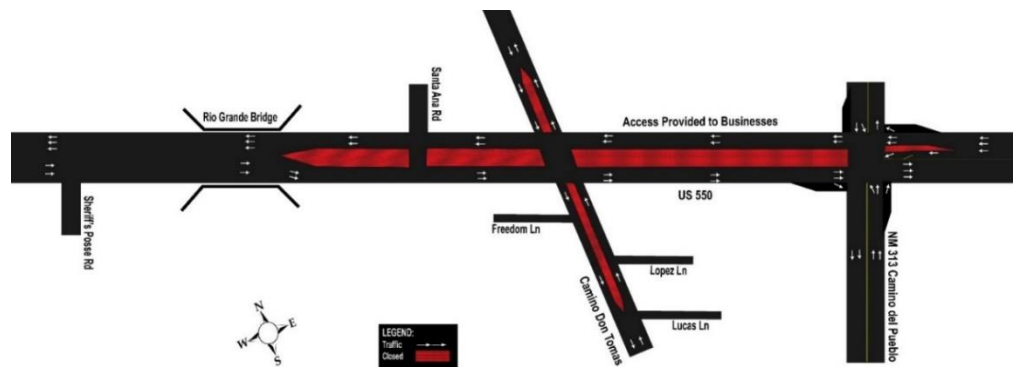 Santa Ana Rd
Rio Grande Bridge
Access Provided to Businesses
US 550
Sheriff's Posse Rd
Freedom Ln
Lopez Ln
Lucas Ln
Camino Don Tomas
NM 313 Camino del Pueblo
N
E
W
S
LEGEND:
Traffic
Closed